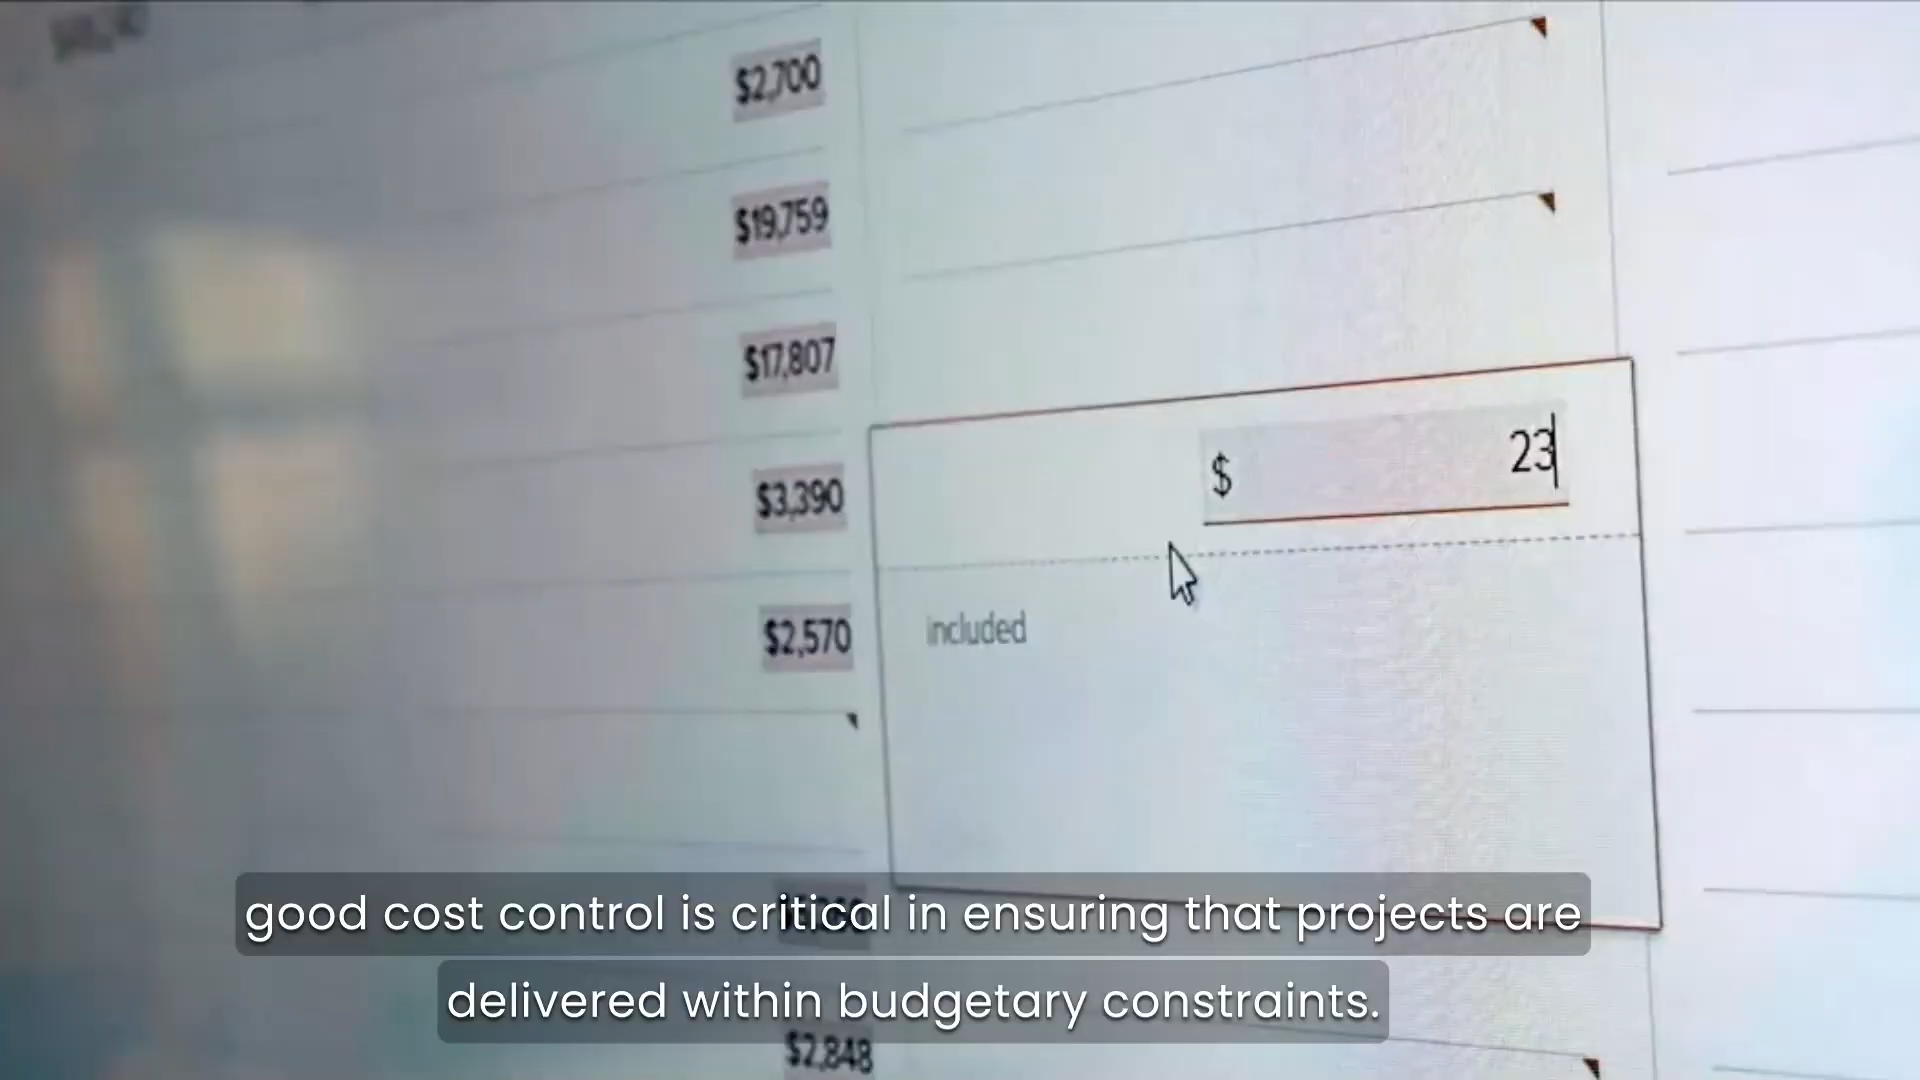 $2,700
$19,759
$17,807
$ 23
$3,390
included
$2,570
good cost control is critical in ensuring that projects are
delivered within budgetary constraints.
$2,848